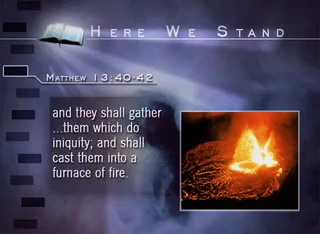 Here We Stand
Matthew 13:40-42
and they shall gather
...them which do
iniquity; and shall
cast them into a
furnace of fire.